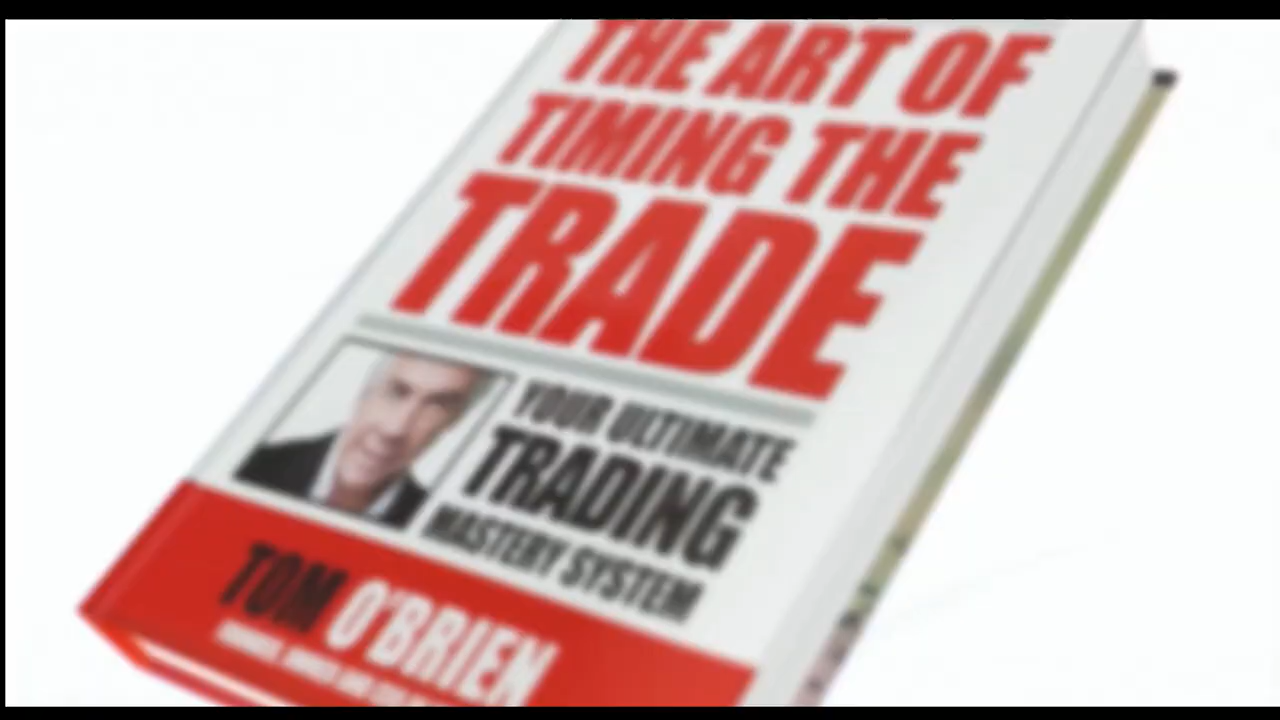 THE ART OF
TIMING THE
TRADE
YOUR ULTIMATE
TRADING
MASTERY SYSTEM
TOM O'BRIEN